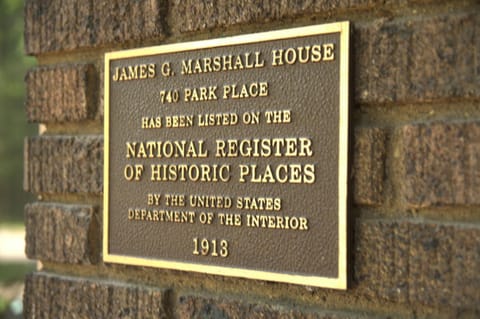 JAMES G. MARSHALL HOUSE
740 PARK PLACE
HAS BEEN LISTED ON THE
NATIONAL REGISTER
OF HISTORIC PLACES
BY THE UNITED STATES
DEPARTMENT OF THE INTERIOR
1913